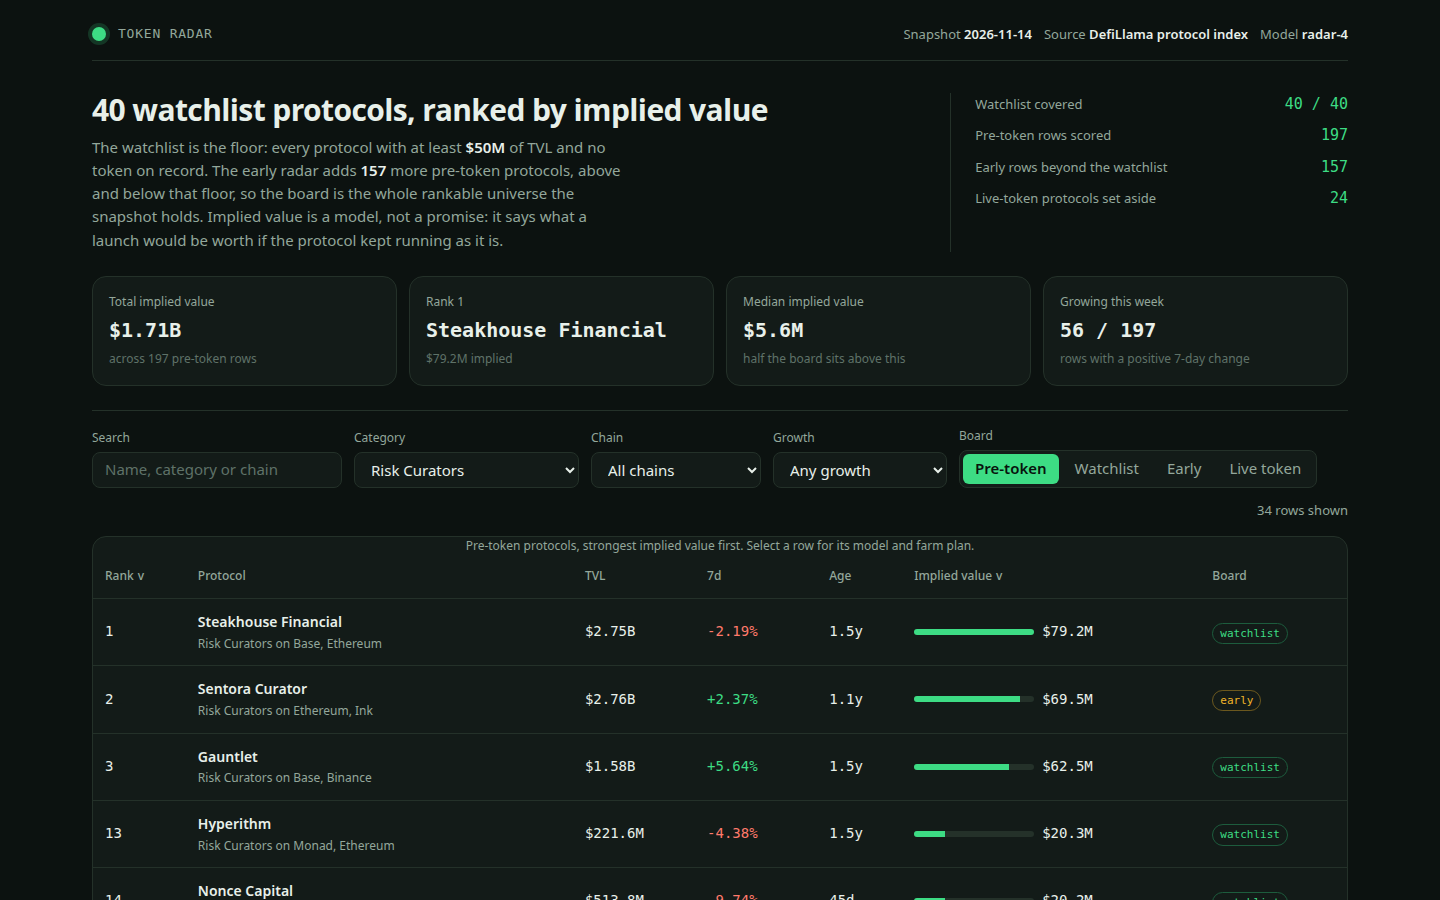 TOKEN RADAR
Snapshot 2026-11-14 Source DefiLlama protocol index Model radar-4
40 watchlist protocols, ranked by implied value
The watchlist is the floor: every protocol with at least $50M of TVL and no
token on record. The early radar adds 157 more pre-token protocols, above
and below that floor, so the board is the whole rankable universe the
snapshot holds. Implied value is a model, not a promise: it says what a
launch would be worth if the protocol kept running as it is.
Watchlist covered 40 / 40
Pre-token rows scored 197
Early rows beyond the watchlist 157
Live-token protocols set aside 24
Total implied value
$1.71B
across 197 pre-token rows
Rank 1
Steakhouse Financial
$79.2M implied
Median implied value
$5.6M
half the board sits above this
Growing this week
56 / 197
rows with a positive 7-day change
Search
Name, category or chain
Category
Risk Curators
Chain
All chains
Growth
Any growth
Board
Pre-token Watchlist Early Live token
34 rows shown
Pre-token protocols, strongest implied value first. Select a row for its model and farm plan.
Rank v Protocol TVL 7d Age Implied value v Board
1 Steakhouse Financial $2.75B -2.19% 1.5y $79.2M watchlist
Risk Curators on Base, Ethereum
2 Sentora Curator $2.76B +2.37% 1.1y $69.5M early
Risk Curators on Ethereum, Ink
3 Gauntlet $1.58B +5.64% 1.5y $62.5M watchlist
Risk Curators on Base, Binance
13 Hyperithm $221.6M -4.38% 1.5y $20.3M watchlist
Risk Curators on Monad, Ethereum
14 Nonce Capital $513.8M -9.74% 45d $20.2M watchlist